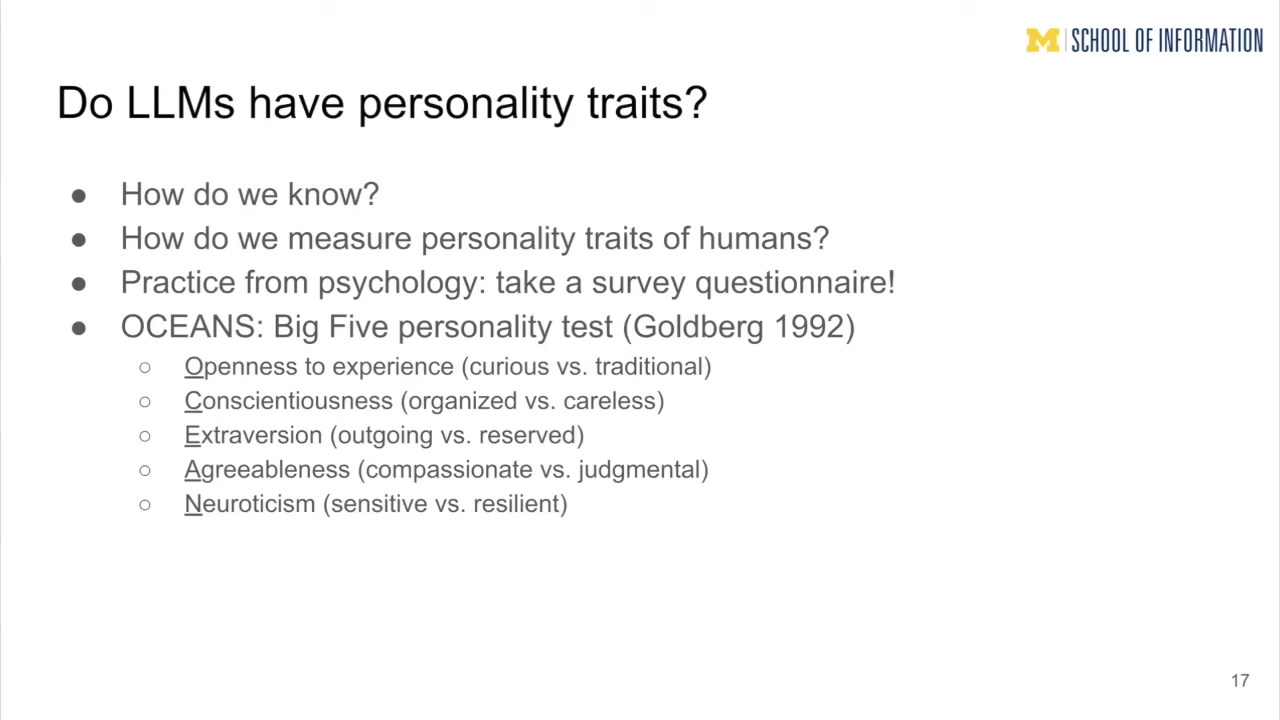 M | SCHOOL OF INFORMATION
Do LLMs have personality traits?
● How do we know?
● How do we measure personality traits of humans?
● Practice from psychology: take a survey questionnaire!
● OCEANS: Big Five personality test (Goldberg 1992)
○ Openness to experience (curious vs. traditional)
○ Conscientiousness (organized vs. careless)
○ Extraversion (outgoing vs. reserved)
○ Agreeableness (compassionate vs. judgmental)
○ Neuroticism (sensitive vs. resilient)
17